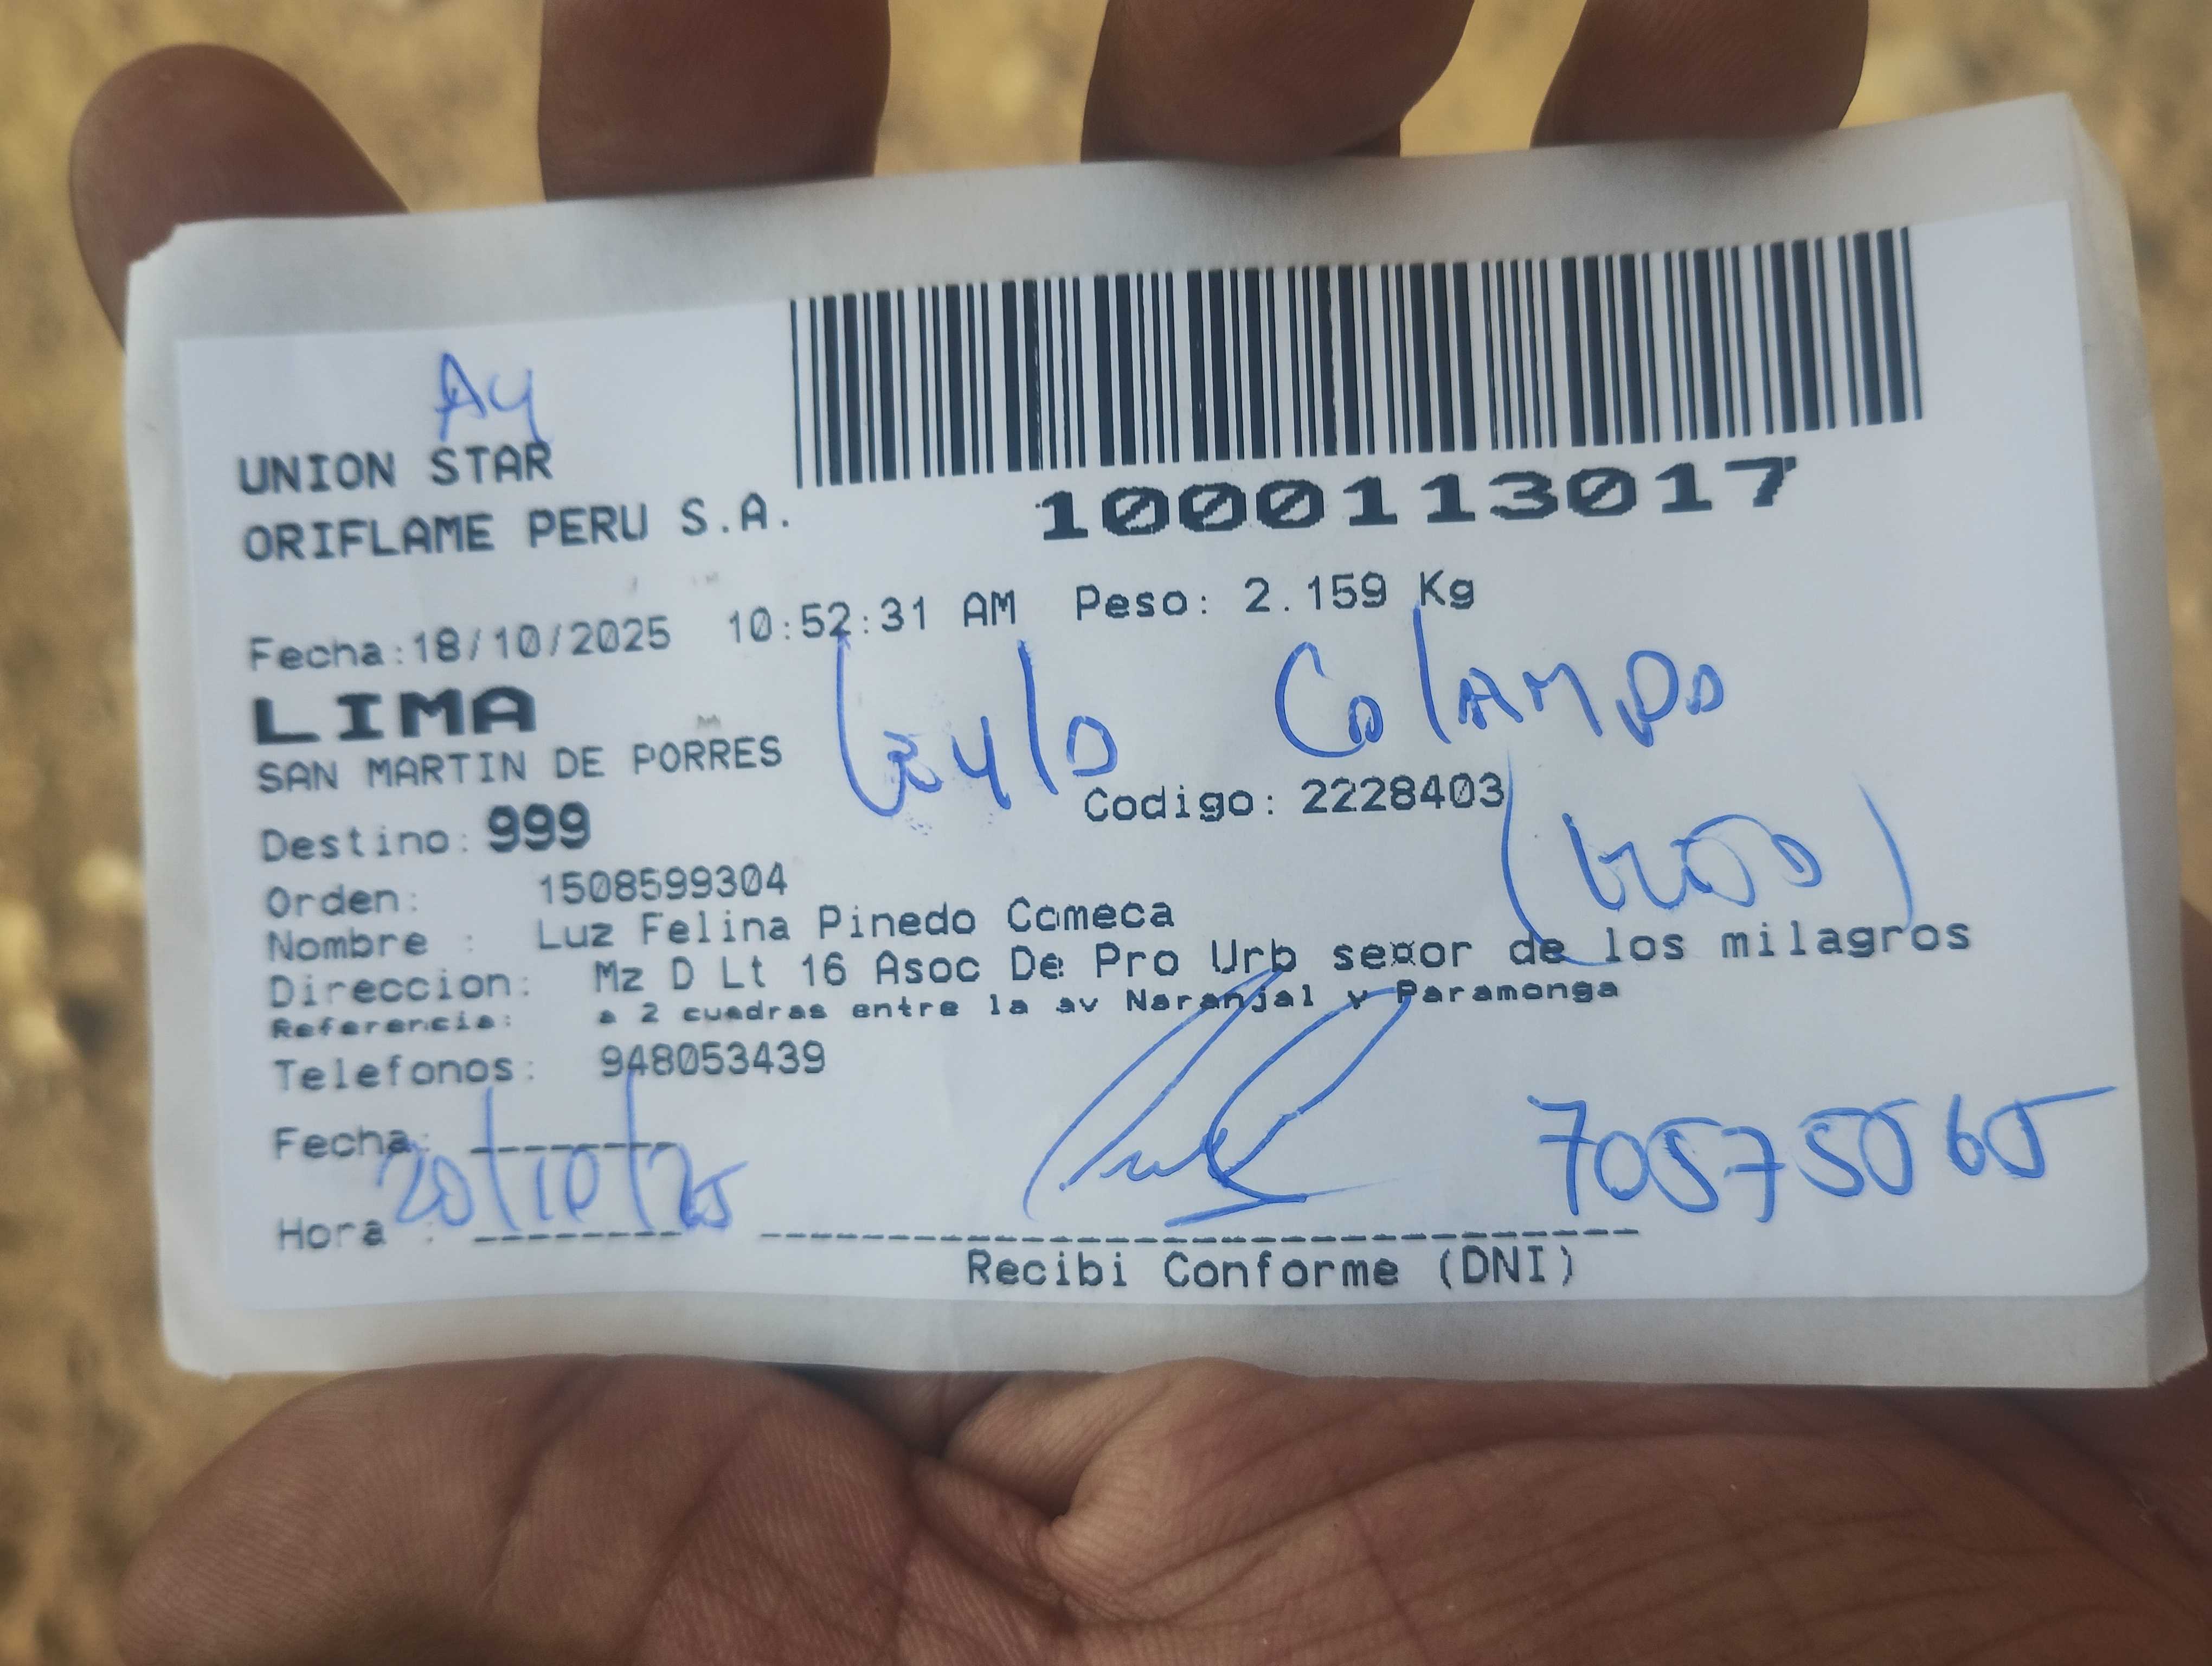 A4
UNION STAR
ORIFLAME PERU S.A.
1000113017
Fecha:18/10/2025 10:52:31 AM Peso: 2.159 Kg
LIMA
SAN MARTIN DE PORRES
Codigo: 2228403
Destino: 999
Orden: 1508599304
Nombre : Luz Felina Pinedo Comeca
Direccion: Mz D Lt 16 Asoc De Pro Urb señor de los milagros
Referencia: a 2 cuadras entre la av Naranjal y Paramonga
Telefonos: 948053439
Fecha: 20/10/25
70575065
Hora :
Recibi Conforme (DNI)